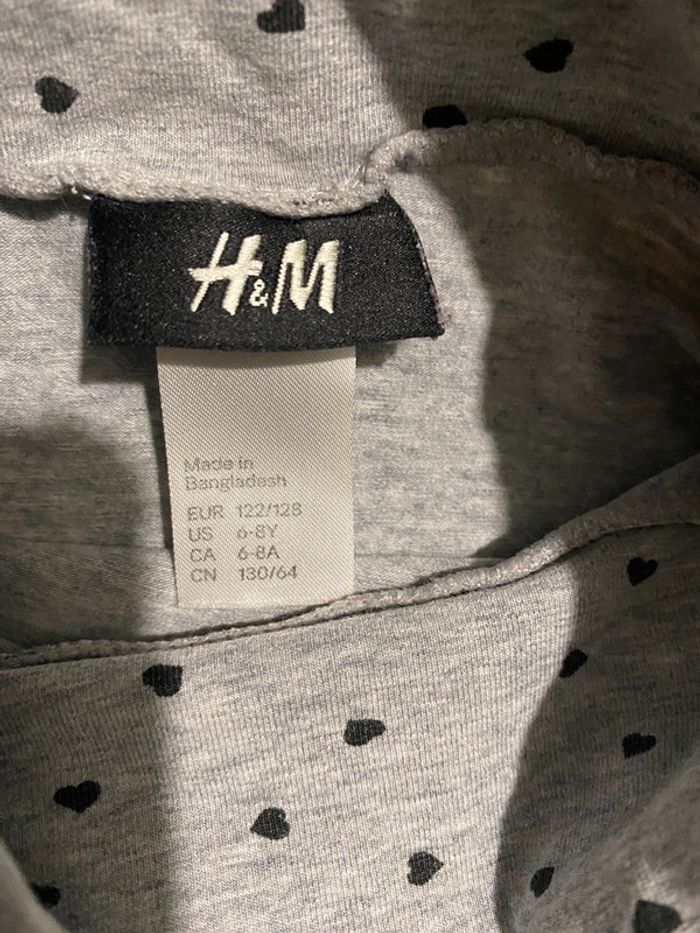 H&M
Made in
Bangladesh
EUR 122/128
US 6-8Y
CA 6-8A
CN 130/64